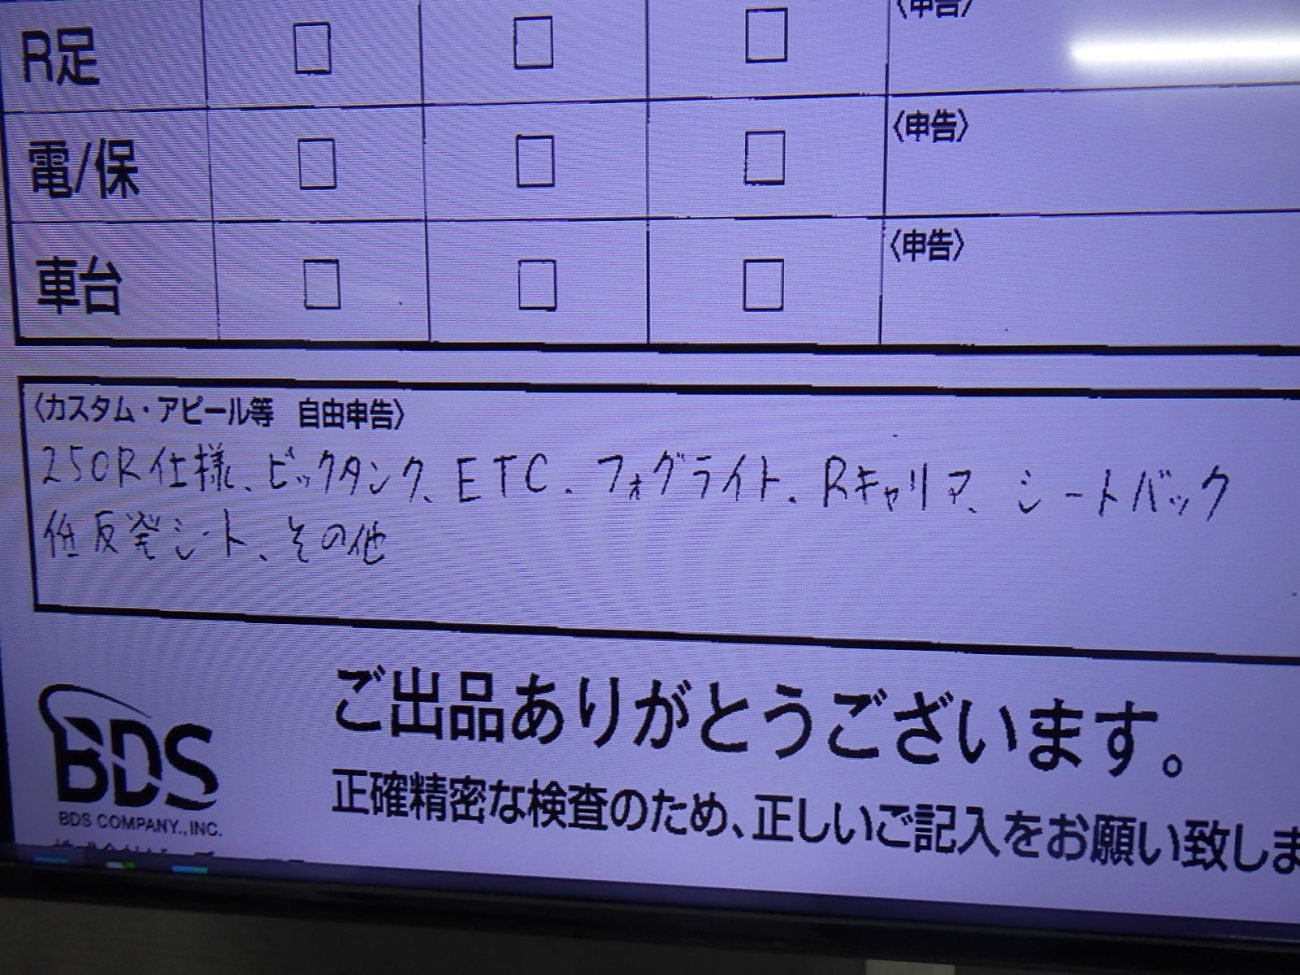 〈申告〉
R足 □ □ □
〈申告〉
電/保 □ □ □
〈申告〉
車台 □ □ □
〈カスタム・アピール等 自由申告〉
250R仕様、ビックタンク、ETC、フォグライト、Rキャリア、シートバック
低反発シート、その他
ご出品ありがとうございます。
BDS
正確精密な検査のため、正しいご記入をお願い致しま
BDS COMPANY.,INC.